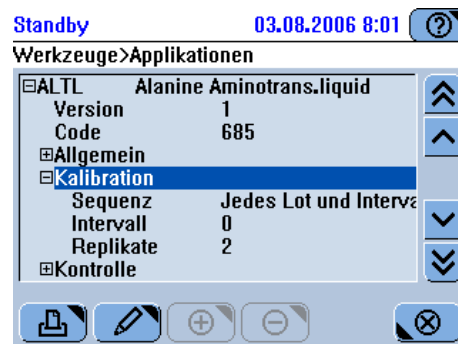 Standby 03.08.2006 8:01
Werkzeuge>Applikationen
ALTL Alanine Aminotrans.liquid
Version 1
Code 685
Allgemein
Kalibration
Sequenz Jedes Lot und Interva
Intervall 0
Replikate 2
Kontrolle